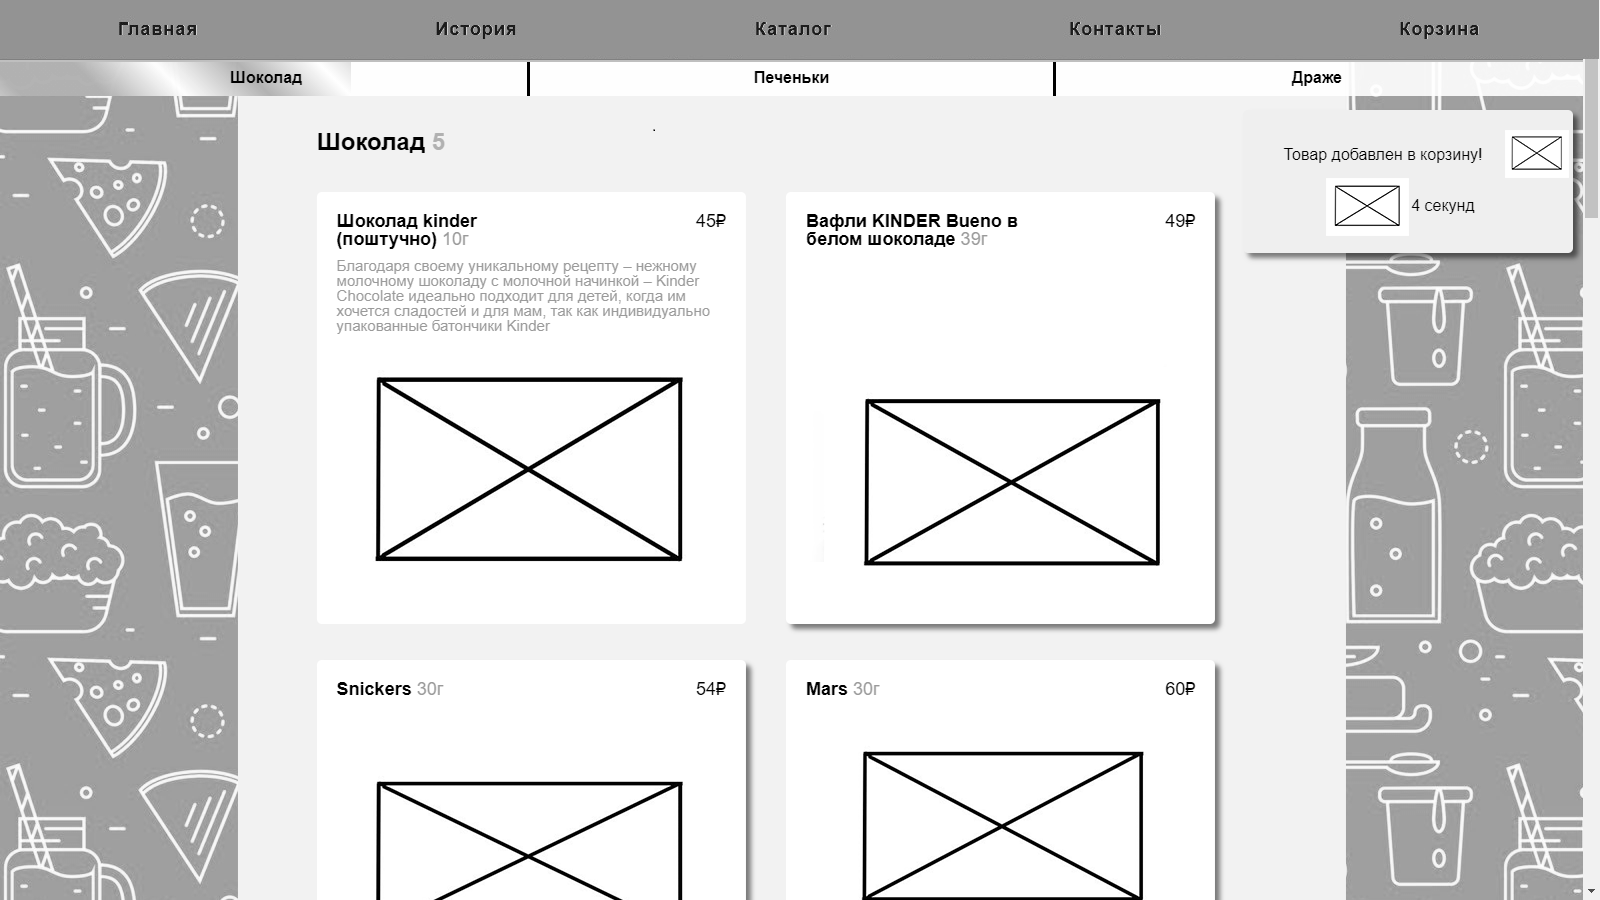 Главная История Каталог Контакты Корзина
Шоколад Печеньки Драже
Шоколад 5
Товар добавлен в корзину!
4 секунд
Шоколад kinder
(поштучно) 10г
45₽
Благодаря своему уникальному рецепту – нежному
молочному шоколаду с молочной начинкой – Kinder
Chocolate идеально подходит для детей, когда им
хочется сладостей и для мам, так как индивидуально
упакованные батончики Kinder
Вафли KINDER Bueno в
белом шоколаде 39г
49₽
Snickers 30г
54₽
Mars 30г
60₽